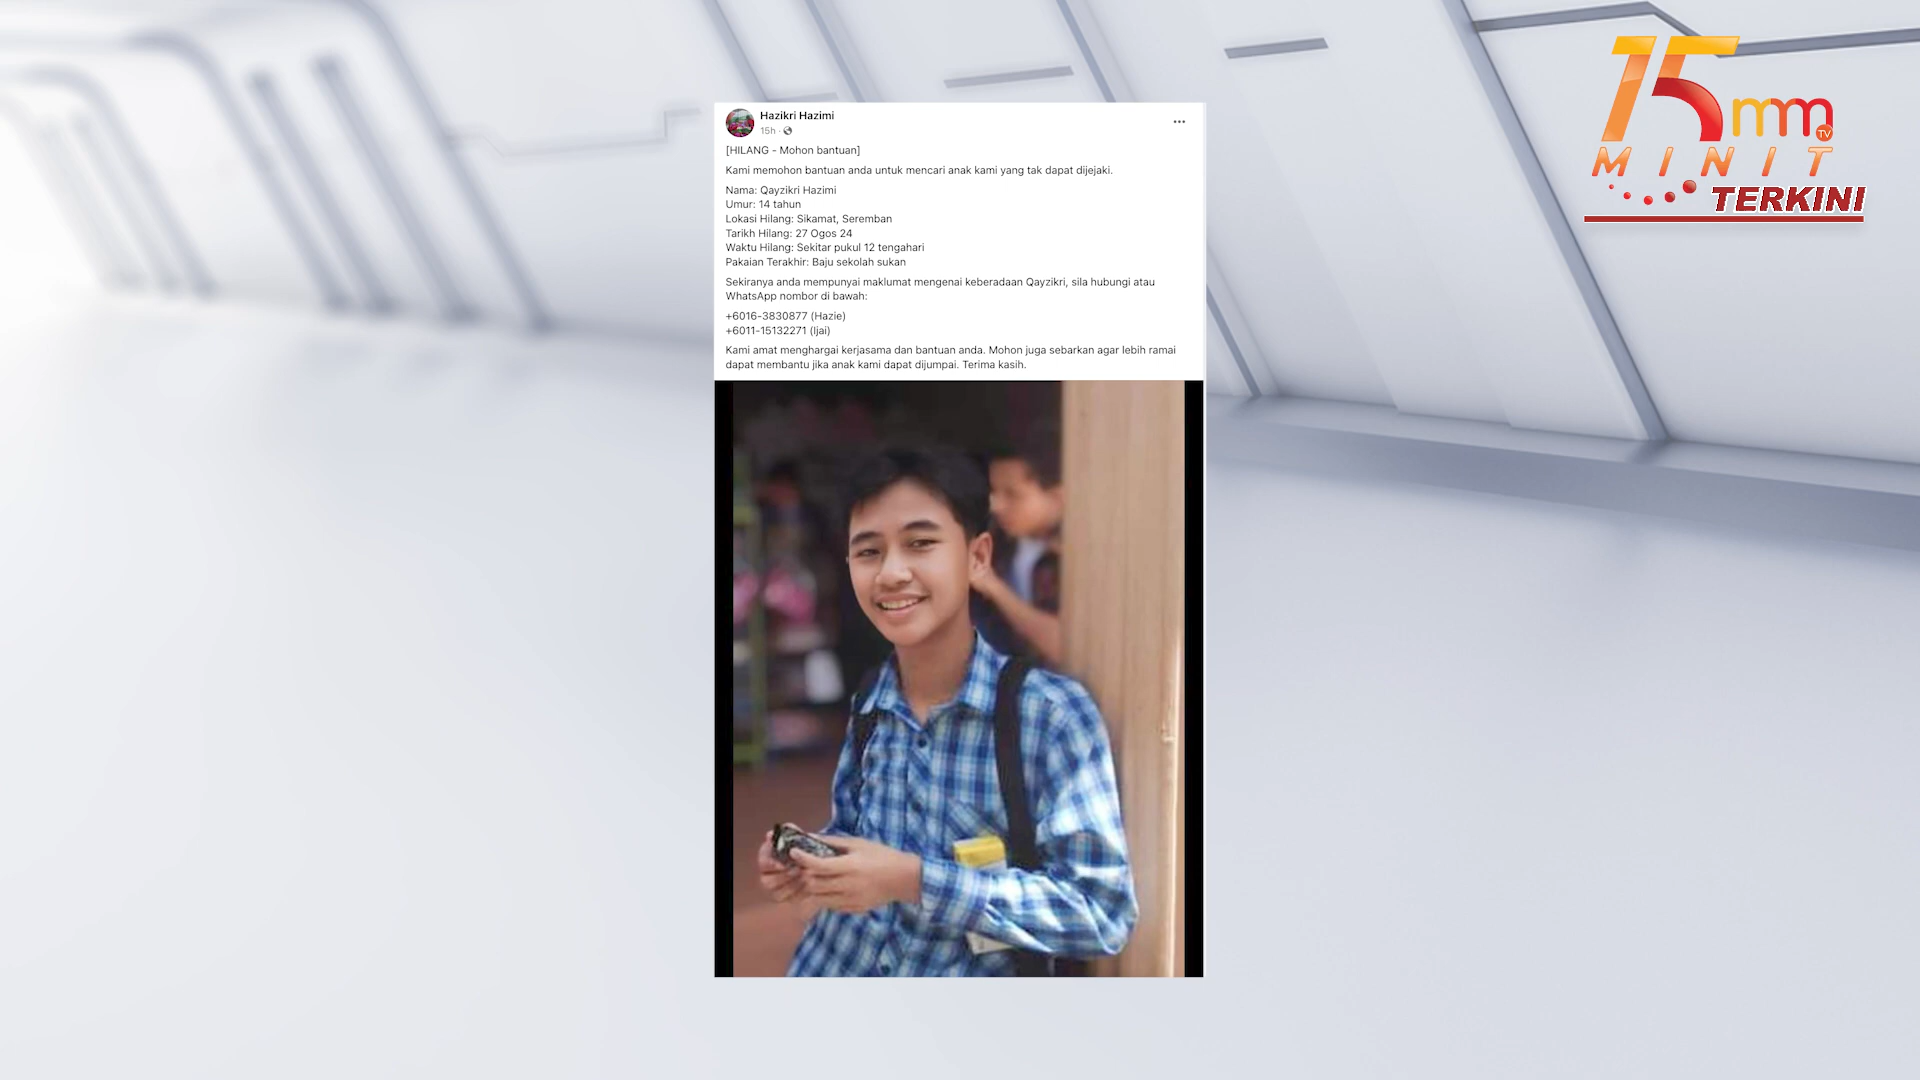 Hazikri Hazimi
15h ·
[HILANG - Mohon bantuan]
Kami memohon bantuan anda untuk mencari anak kami yang tak dapat dijejaki.
Nama: Qayzikri Hazimi
Umur: 14 tahun
Lokasi Hilang: Sikamat, Seremban
Tarikh Hilang: 27 Ogos 24
Waktu Hilang: Sekitar pukul 12 tengahari
Pakaian Terakhir: Baju sekolah sukan
Sekiranya anda mempunyai maklumat mengenai keberadaan Qayzikri, sila hubungi atau
WhatsApp nombor di bawah:
+6016-3830877 (Hazie)
+6011-15132271 (Ijai)
Kami amat menghargai kerjasama dan bantuan anda. Mohon juga sebarkan agar lebih ramai
dapat membantu jika anak kami dapat dijumpai. Terima kasih.
15 mm TV
MINIT
TERKINI